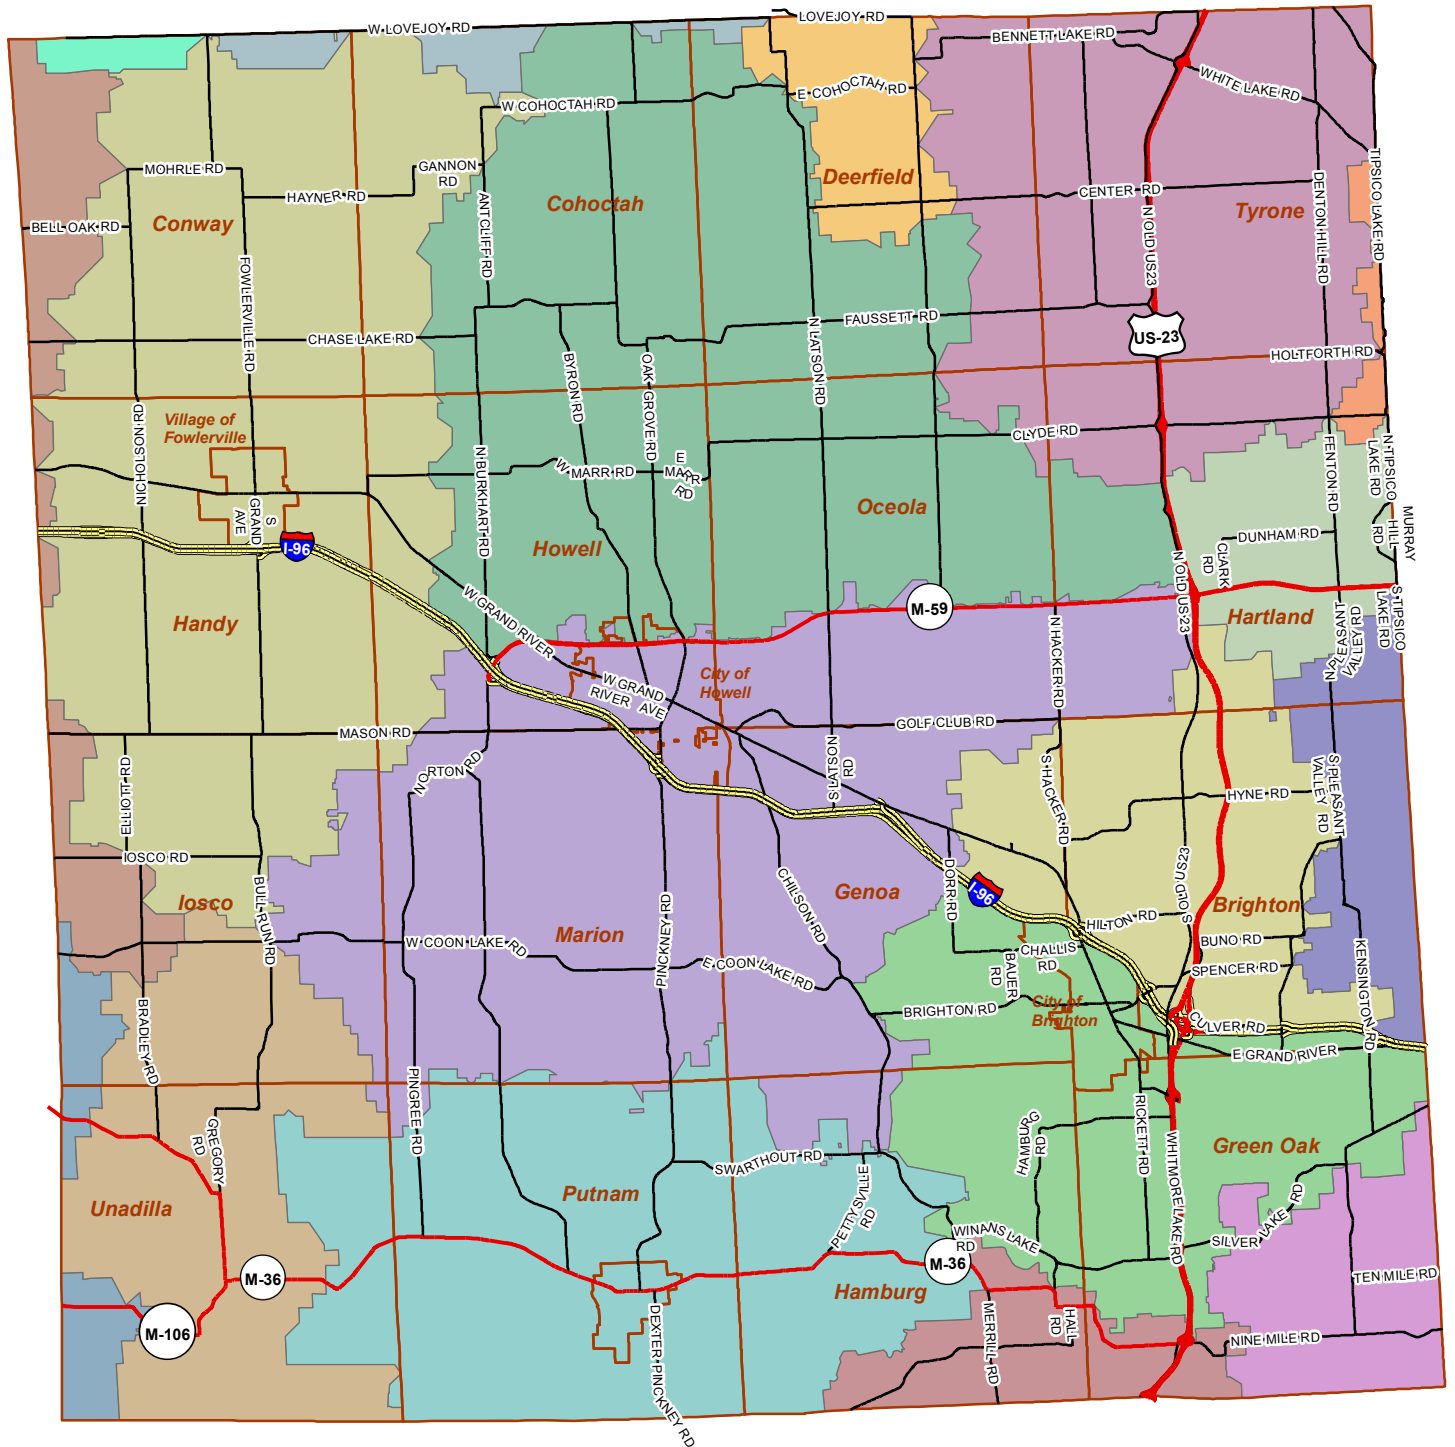 W LOVEJOY RD
LOVEJOY RD
BENNETT LAKE RD
WHITE LAKE RD
W COHOCTAH RD
E COHOCTAH RD
MOHRLE RD
GANNON
RD
HAYNER RD
BELL OAK RD
Conway
Cohoctah
Deerfield
CENTER RD
Tyrone
DENTON HILL RD
TIPSICO LAKE RD
ANTCLIFF RD
FOWLERVILLE RD
N OLD US23
US-23
CHASE LAKE RD
FAUSSETT RD
HOLTFORTH RD
BYRON RD
OAK GROVE RD
N LATSON RD
Village of
Fowlerville
NICHOLSON RD
CLYDE RD
FENTON RD
N TIPSICO
LAKE RD
N BURKHART RD
W MARR RD
E
MARR
RD
S
GRAND
AVE
Oceola
MURRAY
HILL
RD
I-96
Howell
DUNHAM RD
CLARK
RD
N OLD US23
Handy
W GRAND RIVER
M-59
Hartland
N HACKER RD
N PLEASANT
VALLEY RD
S TIPSICO
LAKE RD
City of
Howell
W GRAND
RIVER AVE
MASON RD
GOLF CLUB RD
NORTON RD
S LATSON
RD
S HACKER RD
HYNE RD
S PLEASANT
VALLEY RD
ELLIOTT RD
IOSCO RD
Iosco
BULL RUN RD
CHILSON RD
Genoa
DORR RD
I-96
S OLD US23
Brighton
HILTON RD
Marion
W COON LAKE RD
PINCKNEY RD
E COON LAKE RD
CHALLIS
RD
BAUER
RD
BUNO RD
SPENCER RD
KENSINGTON RD
BRADLEY RD
BRIGHTON RD
City of
Brighton
CULVER RD
E GRAND RIVER
PINGREE RD
GREGORY
RD
HAMBURG
RD
RICKETT RD
WHITMORE LAKE RD
Green Oak
SWARTHOUT RD
Unadilla
Putnam
PETTYSVILLE
RD
WINANS LAKE
RD
SILVER LAKE RD
M-36
M-36
TEN MILE RD
Hamburg
M-106
DEXTER PINCKNEY RD
MERRILL RD
HALL
RD
NINE MILE RD